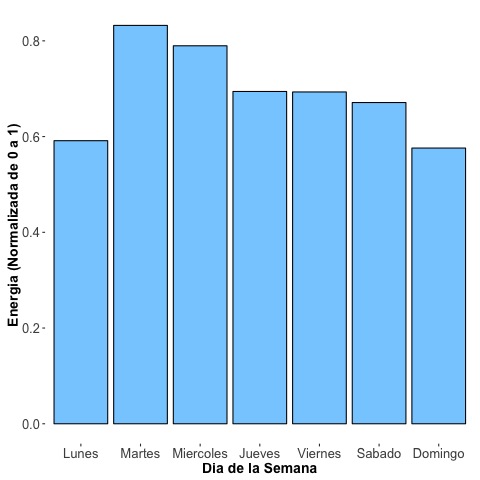 Energia (Normalizada de 0 a 1)
0.8
0.6
0.4
0.2
0.0
Lunes Martes Miercoles Jueves Viernes Sabado Domingo
Dia de la Semana